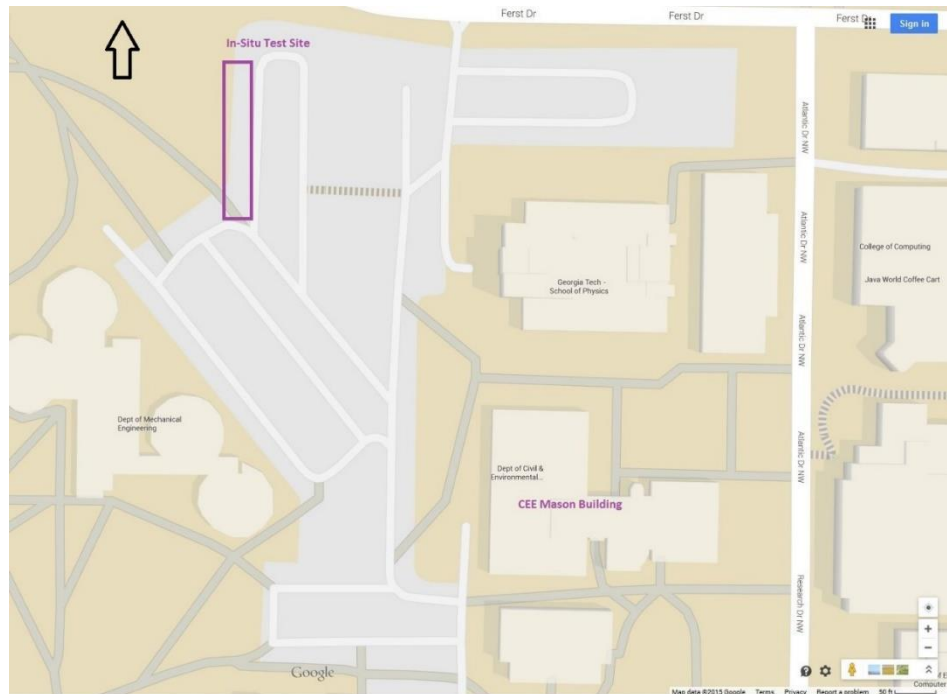 Ferst Dr
Ferst Dr
Ferst Dr
Sign in
In-Situ Test Site
Atlantic Dr NW
Atlantic Dr NW
College of Computing
Java World Coffee Cart
Georgia Tech -
School of Physics
Atlantic Dr NW
Dept of Mechanical
Engineering
Atlantic Dr NW
Dept of Civil &
Environmental...
CEE Mason Building
Research Dr NW
Google
Computer
Map data ©2015 Google
Terms
Privacy
Report a problem
50 ft